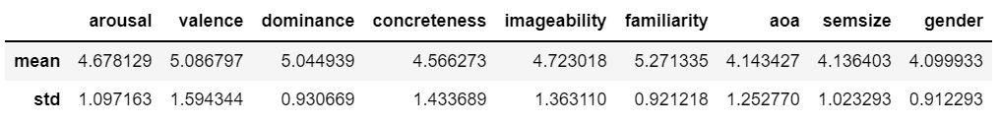 arousal valence dominance concreteness imageability familiarity aoa semsize gender
mean 4.678129 5.086797 5.044939 4.566273 4.723018 5.271335 4.143427 4.136403 4.099933
std 1.097163 1.594344 0.930669 1.433689 1.363110 0.921218 1.252770 1.023293 0.912293